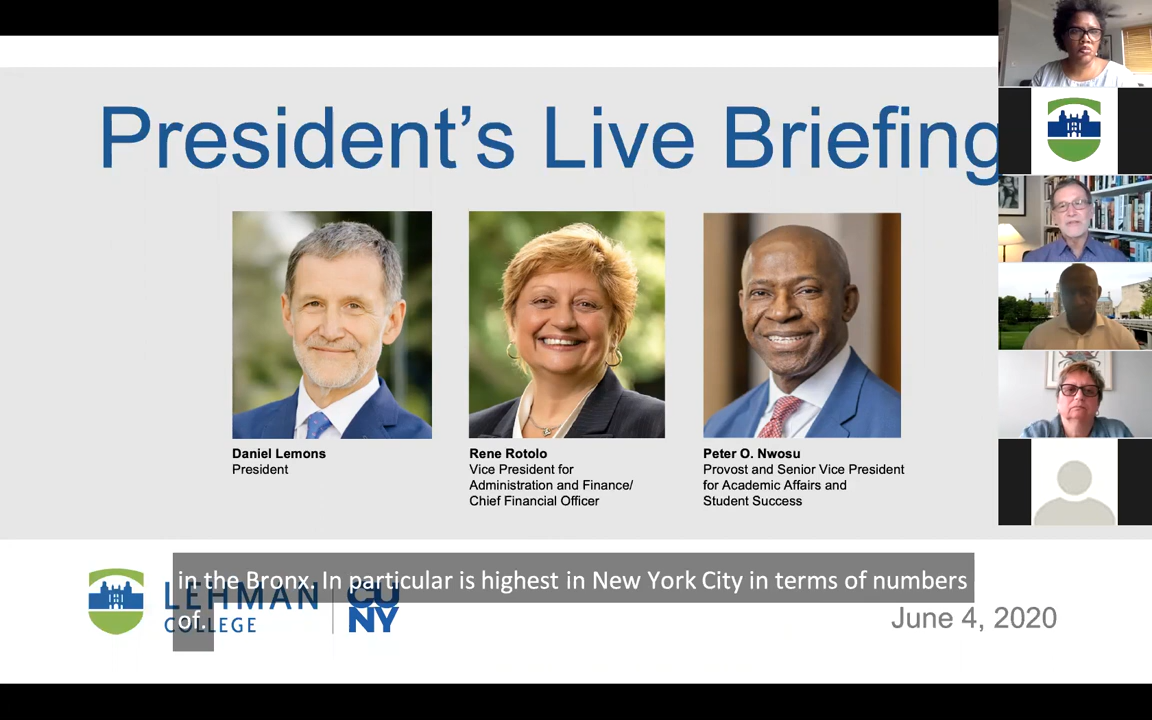 President's Live Briefing
Daniel Lemons
President
Rene Rotolo
Vice President for
Administration and Finance/
Chief Financial Officer
Peter O. Nwosu
Provost and Senior Vice President
for Academic Affairs and
Student Success
in the Bronx. In particular is highest in New York City in terms of numbers
of.
LEHMAN
COLLEGE
CU
NY
June 4, 2020